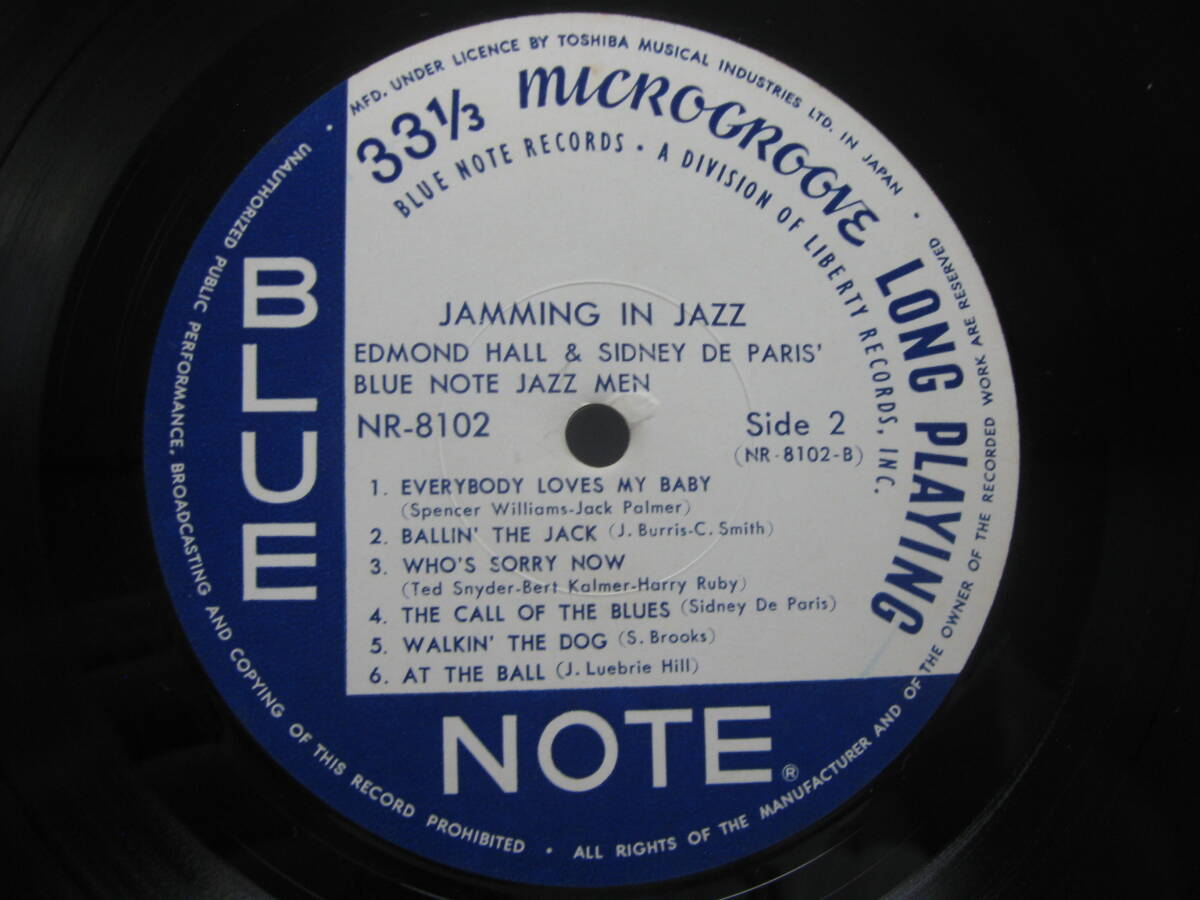 MFD. UNDER LICENCE BY TOSHIBA MUSICAL INDUSTRIES LTD. IN JAPAN •
33⅓ MICROGROOVE LONG PLAYING
BLUE NOTE RECORDS • A DIVISION OF LIBERTY RECORDS, INC.
JAMMING IN JAZZ
EDMOND HALL & SIDNEY DE PARIS'
BLUE NOTE JAZZ MEN
NR-8102 Side 2
(NR-8102-B)
1. EVERYBODY LOVES MY BABY
(Spencer Williams-Jack Palmer)
2. BALLIN' THE JACK (J. Burris-C. Smith)
3. WHO'S SORRY NOW
(Ted Snyder-Bert Kalmer-Harry Ruby)
4. THE CALL OF THE BLUES (Sidney De Paris)
5. WALKIN' THE DOG (S. Brooks)
6. AT THE BALL (J. Luebrie Hill)
BLUE
NOTE®
ALL RIGHTS OF THE MANUFACTURER AND OF THE OWNER OF THE RECORDED WORK ARE RESERVED
UNAUTHORIZED PUBLIC PERFORMANCE, BROADCASTING AND COPYING OF THIS RECORD PROHIBITED •